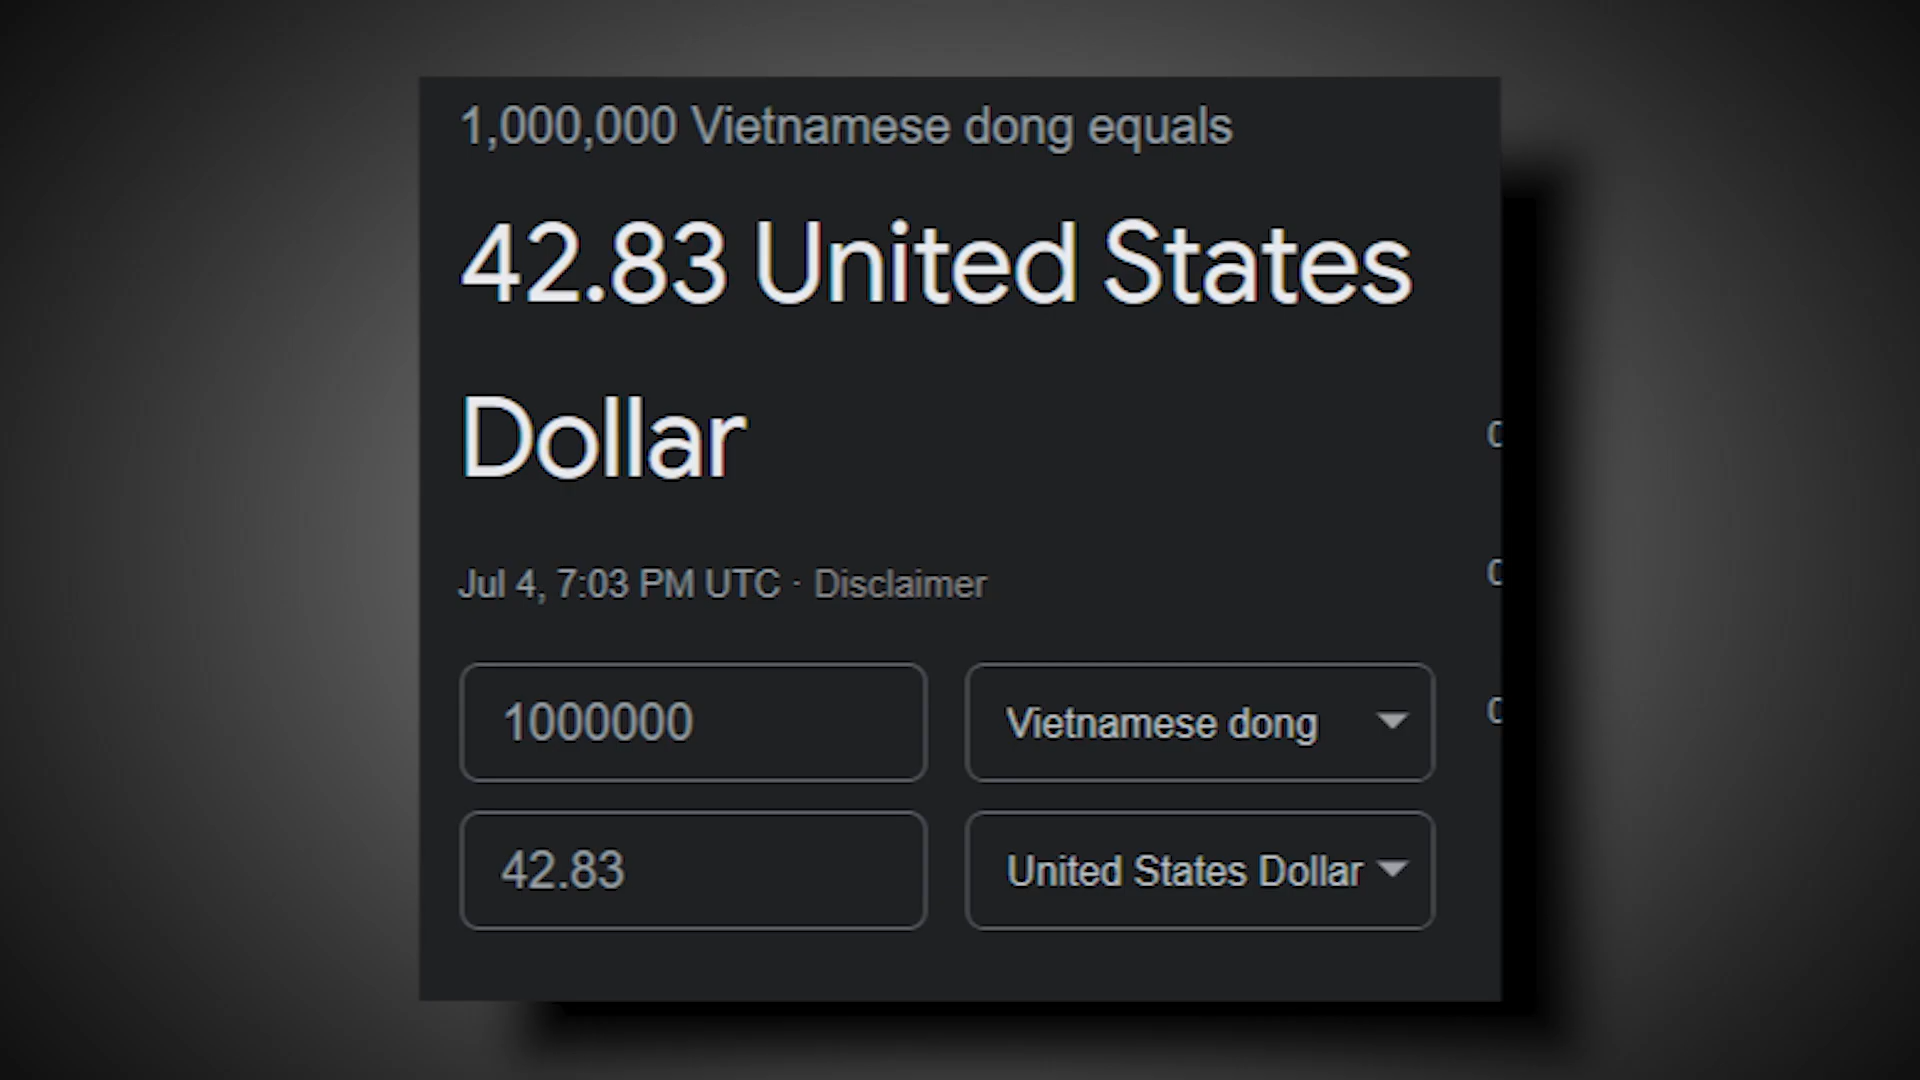 1,000,000 Vietnamese dong equals
42.83 United States
Dollar
Jul 4, 7:03 PM UTC · Disclaimer
1000000 Vietnamese dong
42.83 United States Dollar